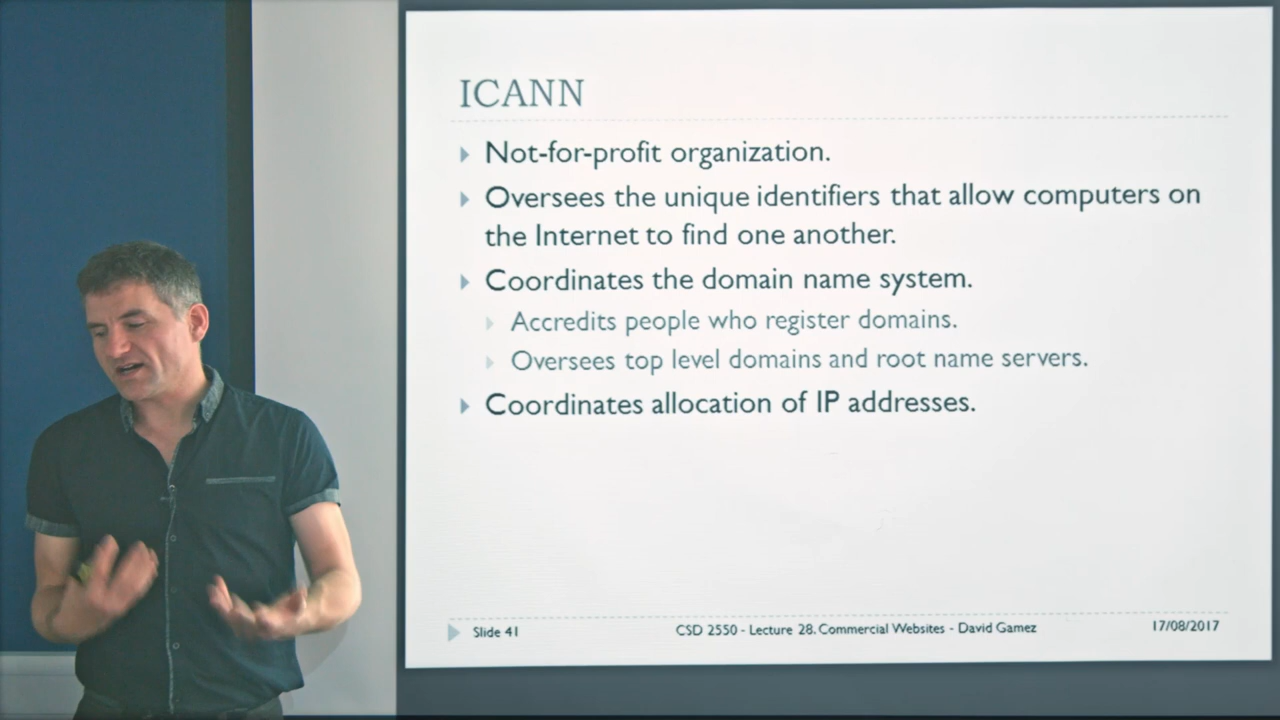 ICANN
Not-for-profit organization.
Oversees the unique identifiers that allow computers on
the Internet to find one another.
Coordinates the domain name system.
Accredits people who register domains.
Oversees top level domains and root name servers.
Coordinates allocation of IP addresses.
Slide 41
CSD 2550 - Lecture 28. Commercial Websites - David Gamez
17/08/2017